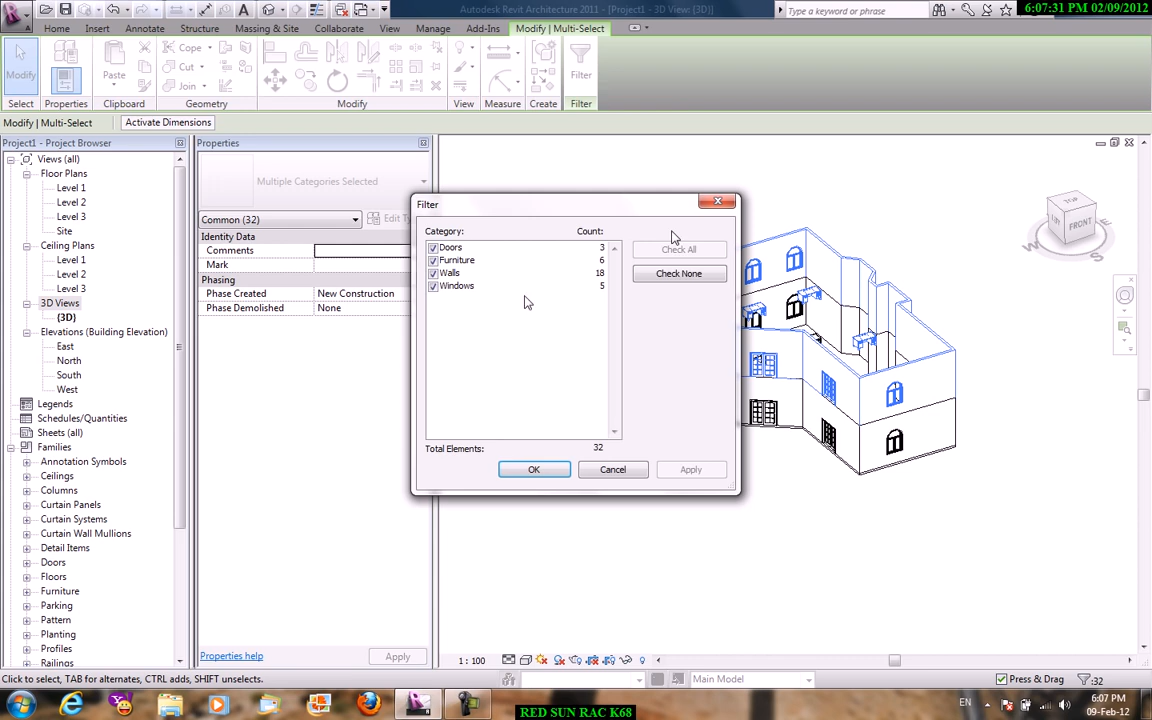 Autodesk Revit Architecture 2011 - [Project1 - 3D View: {3D}]
Type a keyword or phrase
6:07:31 PM 02/09/2012
Home Insert Annotate Structure Massing & Site Collaborate View Manage Add-Ins Modify | Multi-Select
Modify Paste Cope Cut Join Filter
Select Properties Clipboard Geometry Modify View Measure Create Filter
Modify | Multi-Select Activate Dimensions
Project1 - Project Browser
Views (all)
Floor Plans
Level 1
Level 2
Level 3
Site
Ceiling Plans
Level 1
Level 2
Level 3
3D Views
{3D}
Elevations (Building Elevation)
East
North
South
West
Legends
Schedules/Quantities
Sheets (all)
Families
Annotation Symbols
Ceilings
Columns
Curtain Panels
Curtain Systems
Curtain Wall Mullions
Detail Items
Doors
Floors
Furniture
Parking
Pattern
Planting
Profiles
Railings
Properties
Multiple Categories Selected
Common (32) Edit Ty
Identity Data
Comments
Mark
Phasing
Phase Created New Construction
Phase Demolished None
Properties help Apply
Filter
Category: Count:
Doors 3
Furniture 6
Walls 18
Windows 5
Check All
Check None
Total Elements: 32
OK Cancel Apply
FRONT
W S E
1 : 100
Click to select, TAB for alternates, CTRL adds, SHIFT unselects.
Main Model
Press & Drag :32
EN 6:07 PM
09-Feb-12
RED SUN RAC K68